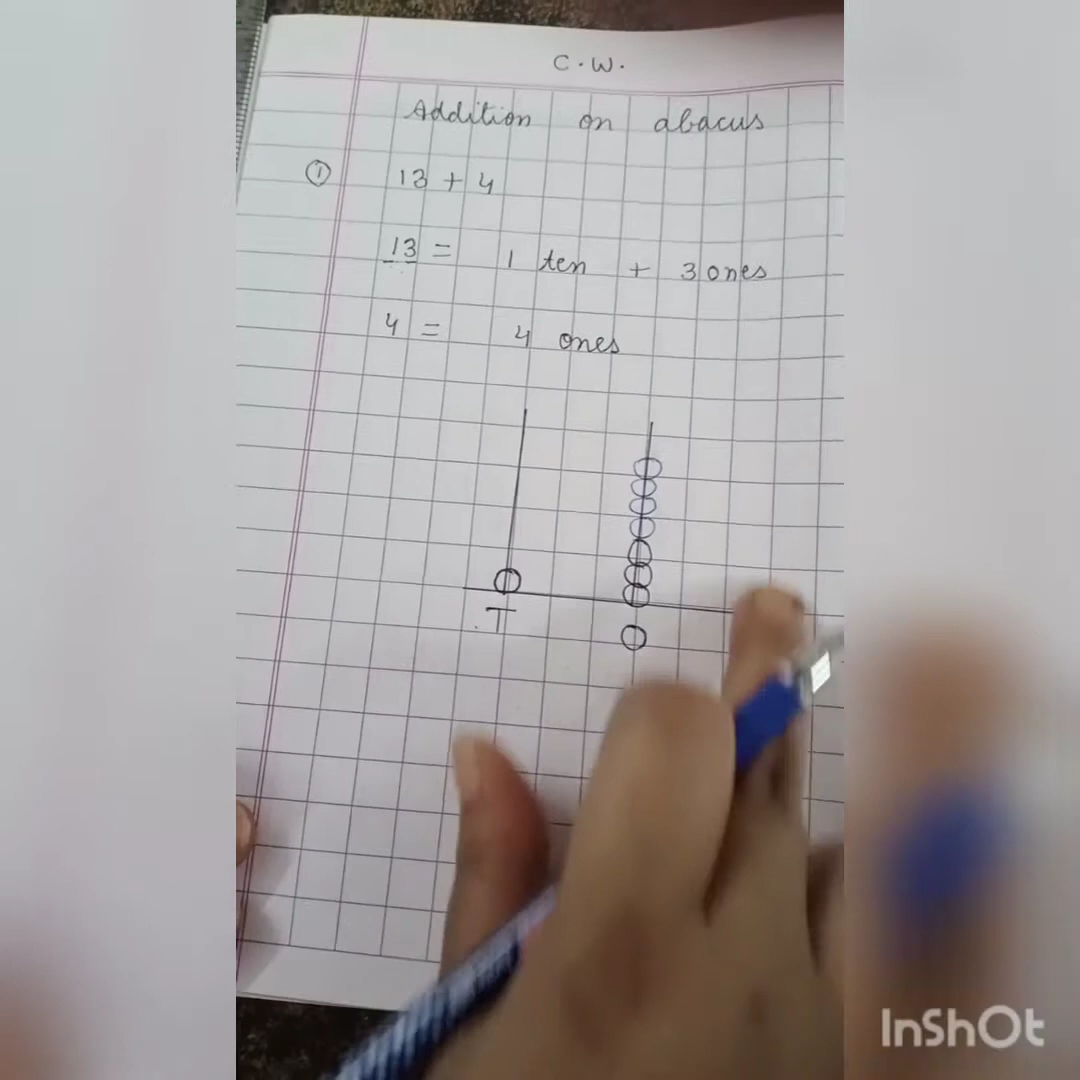 C.W.
Addition on abacus
① 13 + 4
13 = 1 ten + 3 ones
4 = 4 ones
T O
InShOt